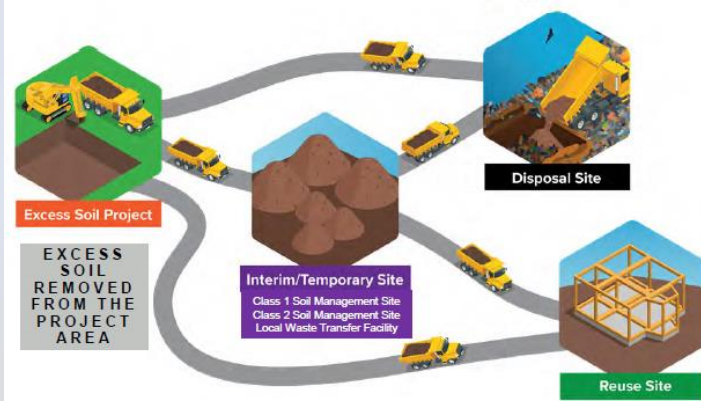 Excess Soil Project
EXCESS
SOIL
REMOVED
FROM THE
PROJECT
AREA
Interim/Temporary Site
Class 1 Soil Management Site
Class 2 Soil Management Site
Local Waste Transfer Facility
Disposal Site
Reuse Site